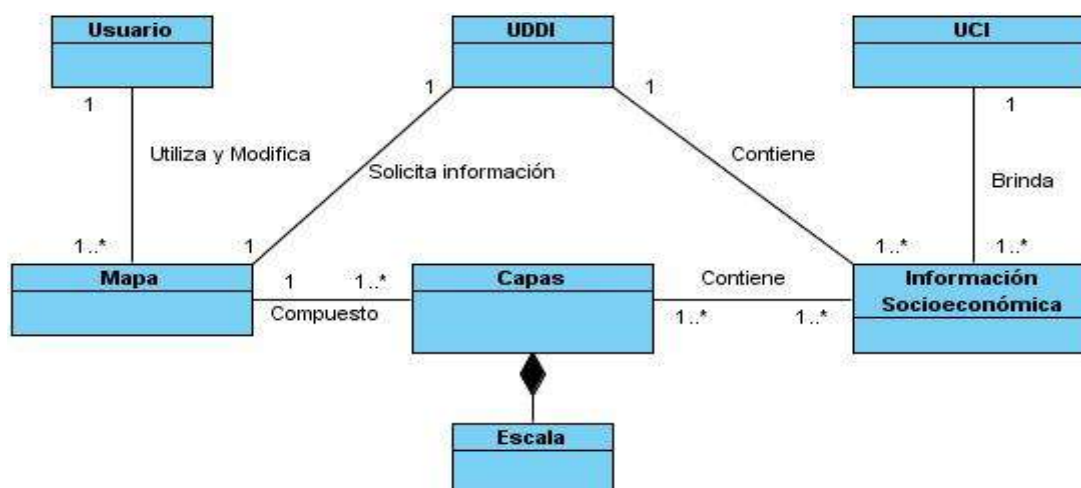 Usuario
UDDI
UCI
1
1
1
1
Utiliza y Modifica
Solicita información
Contiene
Brinda
1..*
1
1..*
1..*
Mapa
1
1..*
Compuesto
Capas
Contiene
1..*
1..*
Información
Socioeconómica
Escala